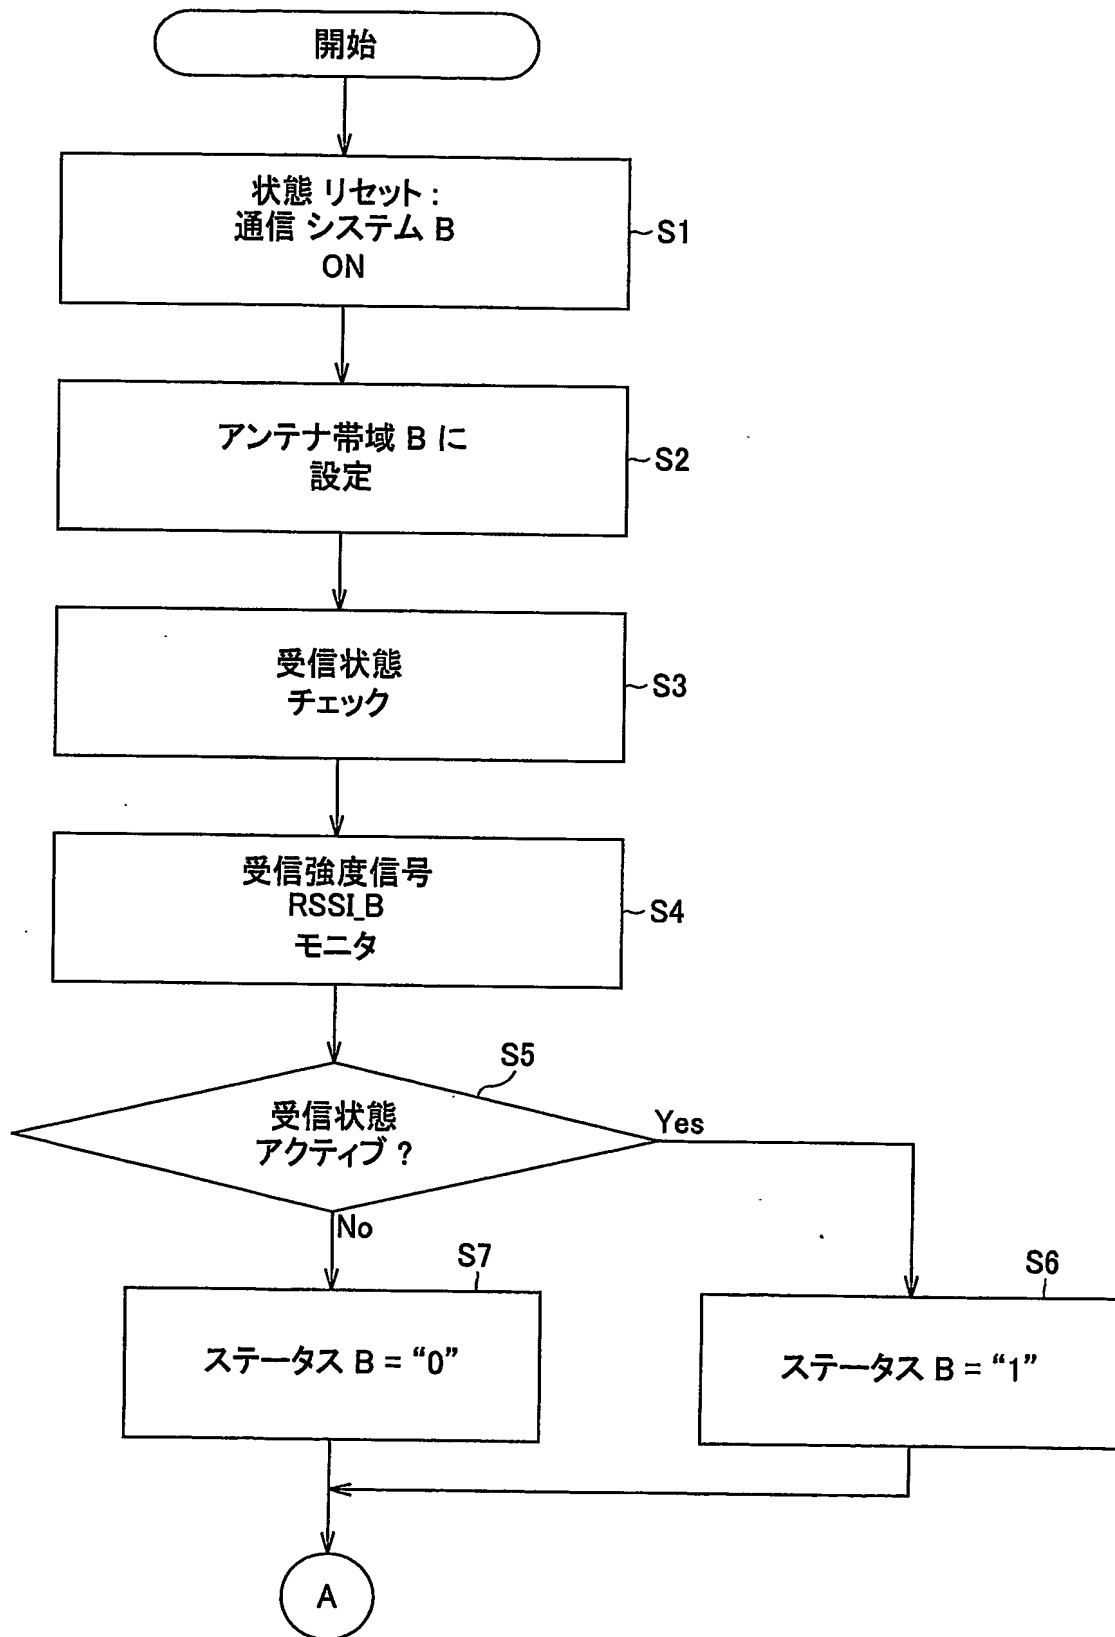 開始
状態 リセット :
通信 システム B
ON
S1
アンテナ帯域 B に
設定
S2
受信状態
チェック
S3
受信強度信号
RSSI_B
モニタ
S4
S5
受信状態
アクティブ ?
Yes
No
S7
S6
ステータス B = “0”
ステータス B = “1”
A